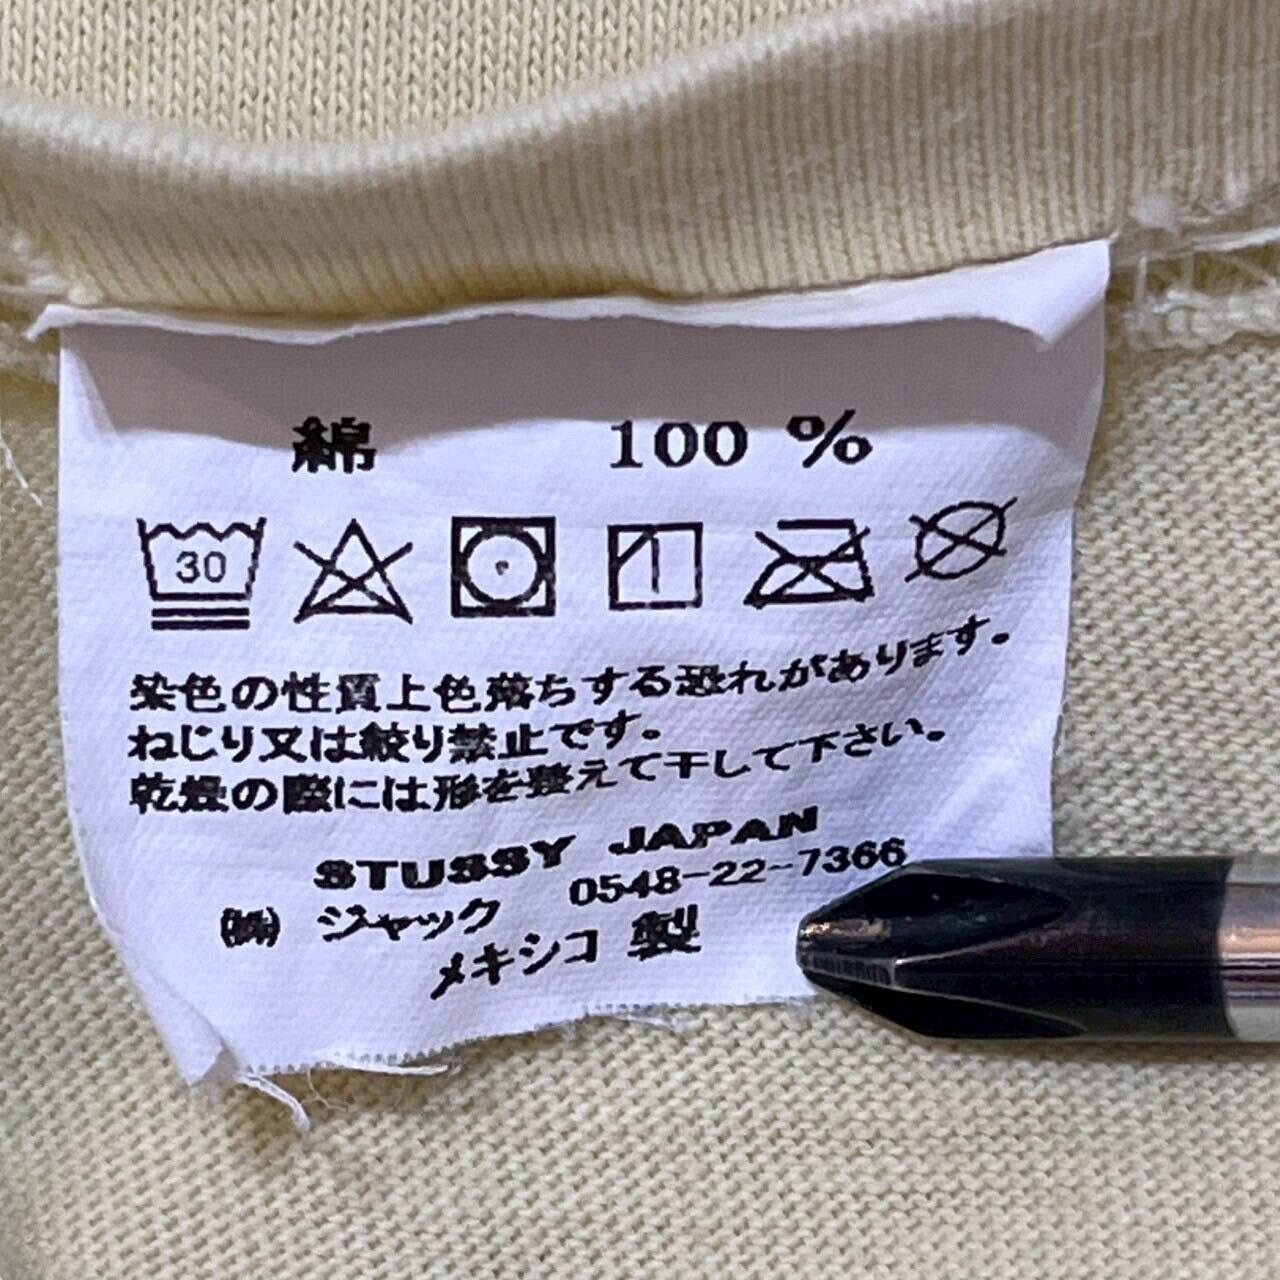 綿 100 %
30
染色の性質上色落ちする恐れがあります。
ねじり又は絞り禁止です。
乾燥の際には形を整えて干して下さい。
STUSSY JAPAN
㈱ ジャック 0548-22-7366
メキシコ 製